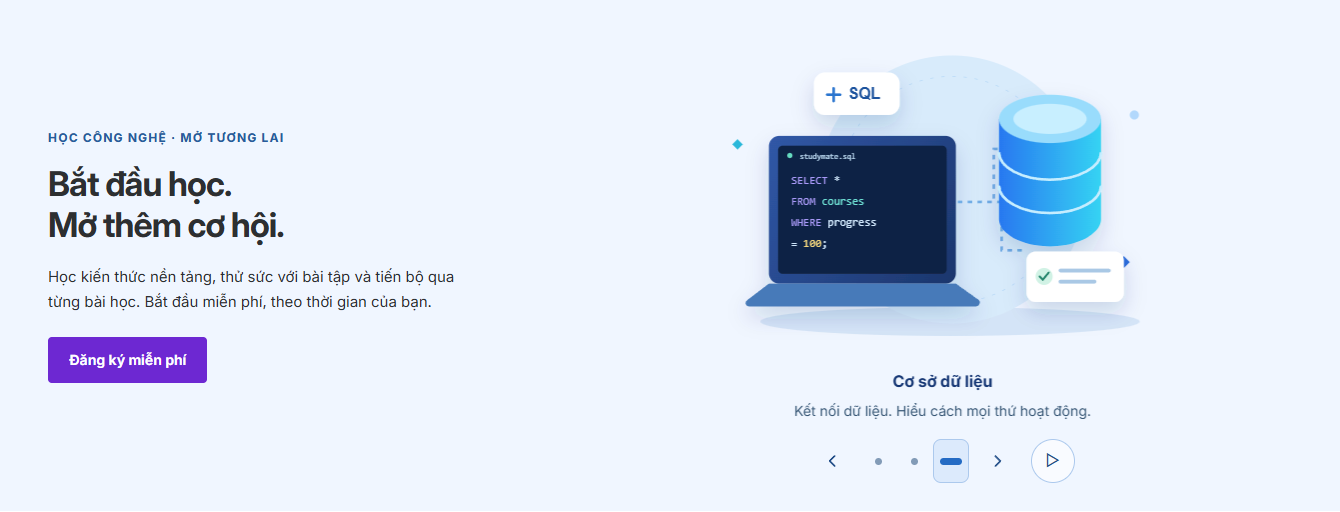 HỌC CÔNG NGHỆ · MỞ TƯƠNG LAI
Bắt đầu học.
Mở thêm cơ hội.
Học kiến thức nền tảng, thử sức với bài tập và tiến bộ qua
từng bài học. Bắt đầu miễn phí, theo thời gian của bạn.
Đăng ký miễn phí
+ SQL
studymate.sql
SELECT *
FROM courses
WHERE progress
= 100;
Cơ sở dữ liệu
Kết nối dữ liệu. Hiểu cách mọi thứ hoạt động.